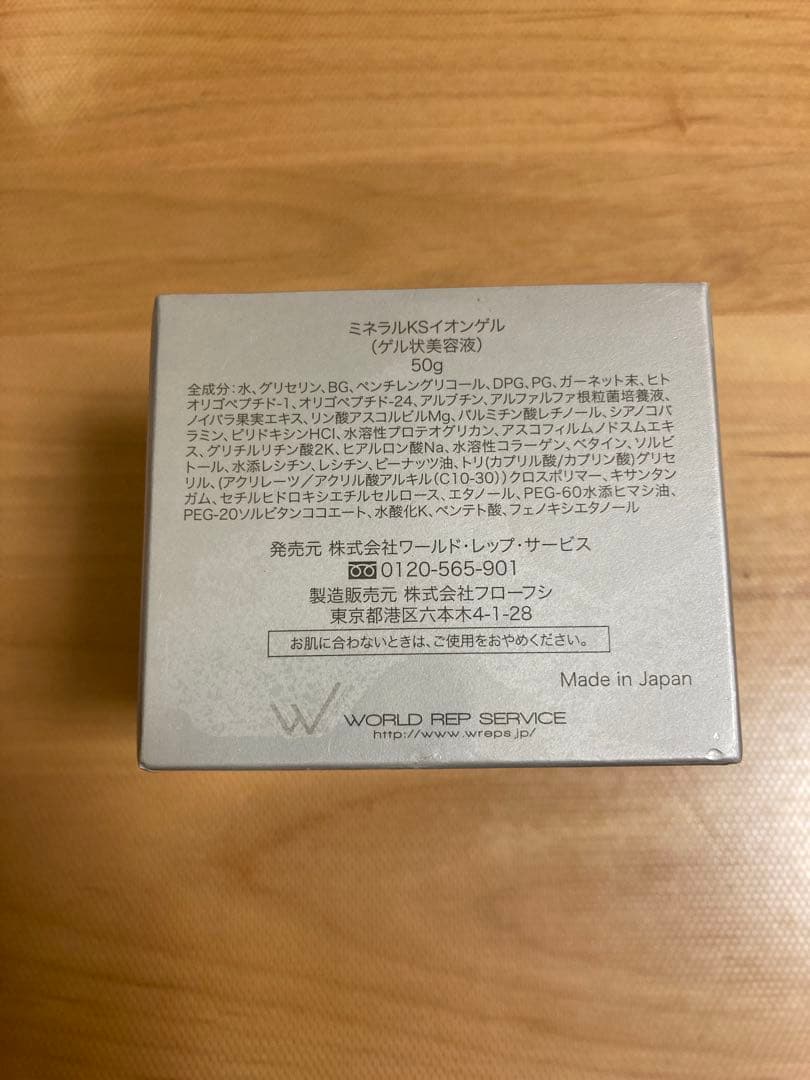 ミネラルKSイオンゲル
(ゲル状美容液)
50g
全成分:水、グリセリン、BG、ペンチレングリコール、DPG、PG、ガーネット末、ヒト
オリゴペプチド-1、オリゴペプチド-24、アルブチン、アルファルファ根粒菌培養液、
ノイバラ果実エキス、リン酸アスコルビルMg、パルミチン酸レチノール、シアノコバ
ラミン、ピリドキシンHCl、水溶性プロテオグリカン、アスコフィルムノドスムエキ
ス、グリチルリチン酸2K、ヒアルロン酸Na、水溶性コラーゲン、ベタイン、ソルビ
トール、水添レシチン、レシチン、ピーナッツ油、トリ(カプリル酸/カプリン酸)グリセ
リル、(アクリレーツ/アクリル酸アルキル(C10-30))クロスポリマー、キサンタン
ガム、セチルヒドロキシエチルセルロース、エタノール、PEG-60水添ヒマシ油、
PEG-20ソルビタンココエート、水酸化K、ペンテト酸、フェノキシエタノール
発売元 株式会社ワールド・レップ・サービス
0120-565-901
製造販売元 株式会社フローフシ
東京都港区六本木4-1-28
お肌に合わないときは、ご使用をおやめください。
Made in Japan
W WORLD REP SERVICE
http://www.wreps.jp/